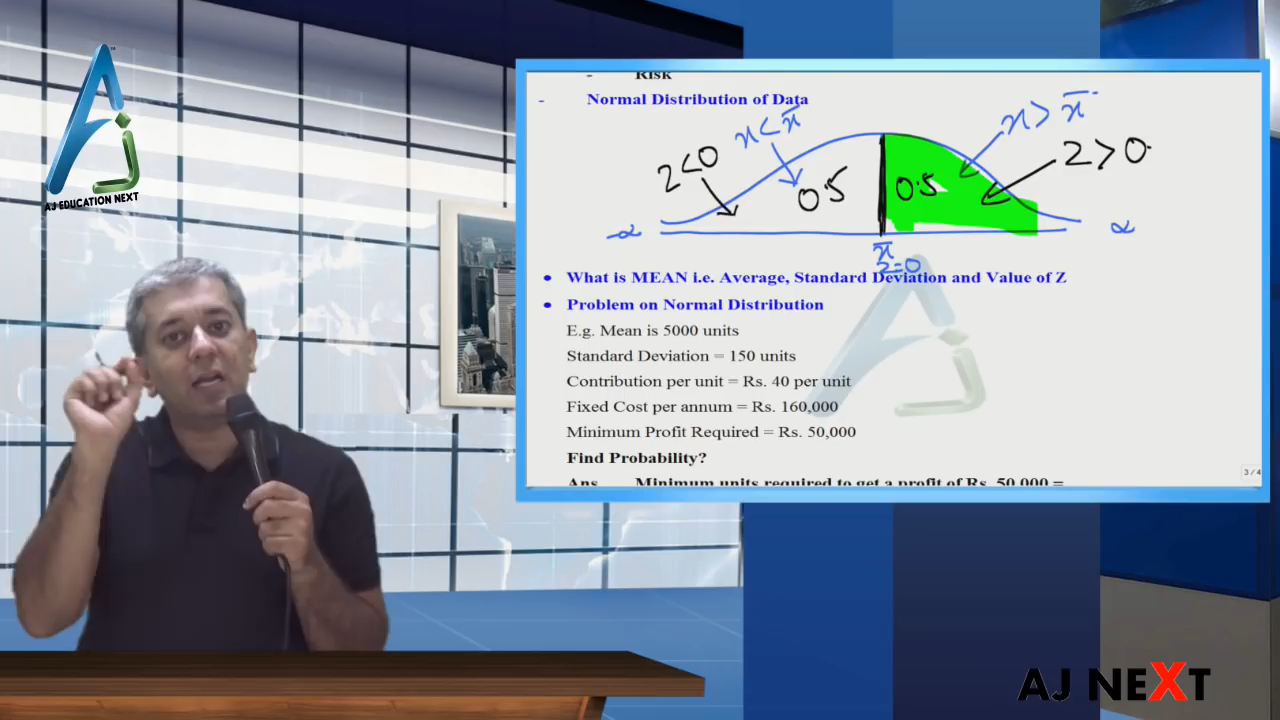 AJ EDUCATION NEXT
- Risk
- Normal Distribution of Data
x < x̄
x > x̄
z < 0
0.5
0.5
z > 0
-α
α
x̄
z=0
• What is MEAN i.e. Average, Standard Deviation and Value of Z
• Problem on Normal Distribution
E.g. Mean is 5000 units
Standard Deviation = 150 units
Contribution per unit = Rs. 40 per unit
Fixed Cost per annum = Rs. 160,000
Minimum Profit Required = Rs. 50,000
Find Probability?
3 / 4
Ans Minimum units required to get a profit of Rs. 50,000 =
AJ NEXT